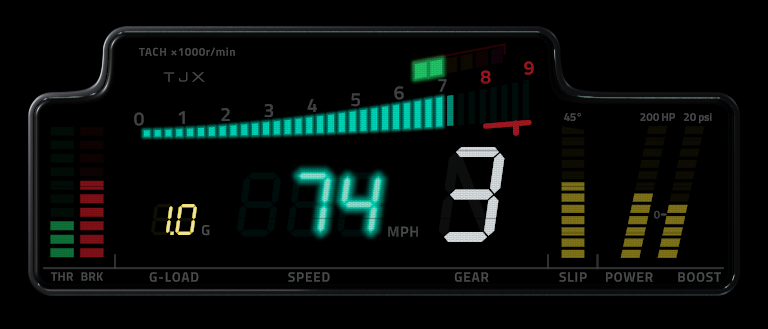 TACH ×1000r/min
TJX
0 1 2 3 4 5 6 7 8 9
45° 200 HP 20 psi
1.0 G 74 MPH 3 0-
THR BRK G-LOAD SPEED GEAR SLIP POWER BOOST